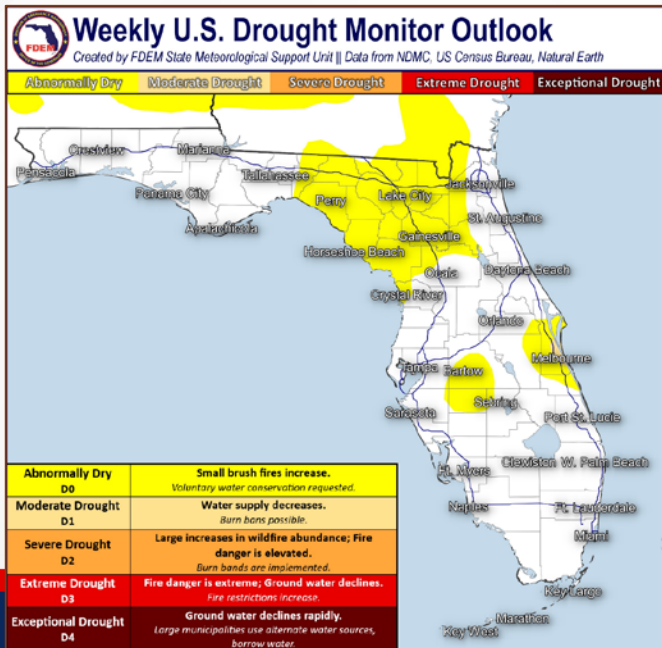 FDEM
Weekly U.S. Drought Monitor Outlook
Created by FDEM State Meteorological Support Unit || Data from NDMC, US Census Bureau, Natural Earth
Abnormally Dry Moderate Drought Severe Drought Extreme Drought Exceptional Drought
Crestview
Marianna
Pensacola
Panama City
Tallahassee
Apalachicola
Perry
Lake City
Jacksonville
St. Augustine
Gainesville
Horseshoe Beach
Ocala
Daytona Beach
Crystal River
Orlando
Melbourne
Tampa
Bartow
Sebring
Sarasota
Port St. Lucie
Ft. Myers
Clewiston
W. Palm Beach
Naples
Ft. Lauderdale
Miami
Key Largo
Marathon
Key West
Abnormally Dry
D0
Small brush fires increase.
Voluntary water conservation requested.
Moderate Drought
D1
Water supply decreases.
Burn bans possible.
Severe Drought
D2
Large increases in wildfire abundance; Fire
danger is elevated.
Burn bands are implemented.
Extreme Drought
D3
Fire danger is extreme; Ground water declines.
Fire restrictions increase.
Exceptional Drought
D4
Ground water declines rapidly.
Large municipalities use alternate water sources,
borrow water.